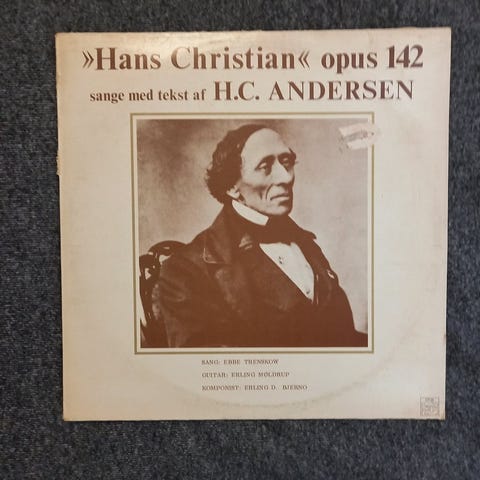 »Hans Christian« opus 142
sange med tekst af H.C. ANDERSEN
SANG: EBBE TRENSKOW
GUITAR: ERLING MØLDRUP
KOMPONIST: ERLING D. BJERNO